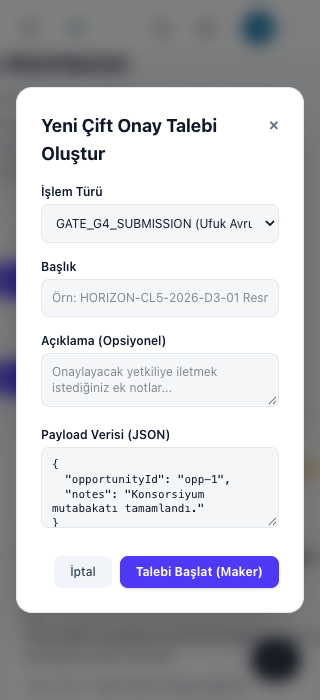 Yeni Çift Onay Talebi
Oluştur
×
İşlem Türü
GATE_G4_SUBMISSION (Ufuk Avru
Başlık
Örn: HORIZON-CL5-2026-D3-01 Resr
Açıklama (Opsiyonel)
Onaylayacak yetkiliye iletmek
istediğiniz ek notlar...
Payload Verisi (JSON)
{
"opportunityId": "opp-1",
"notes": "Konsorsiyum
mutabakatı tamamlandı."
}
İptal
Talebi Başlat (Maker)